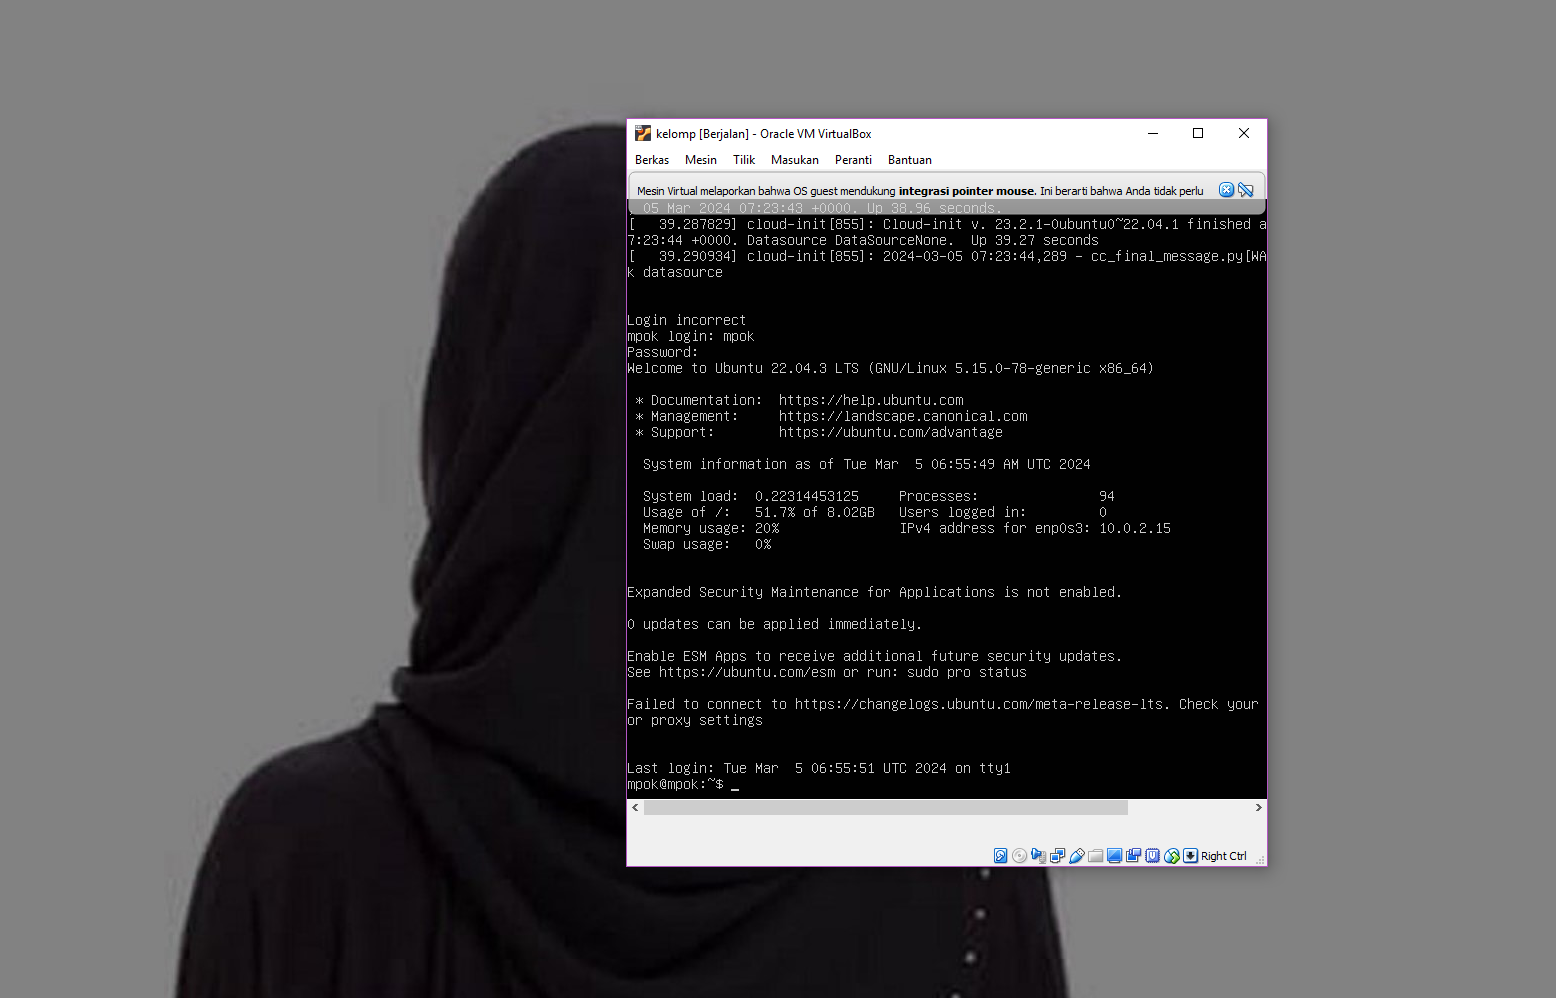 kelomp [Berjalan] - Oracle VM VirtualBox
Berkas Mesin Tilik Masukan Peranti Bantuan
Mesin Virtual melaporkan bahwa OS guest mendukung integrasi pointer mouse. Ini berarti bahwa Anda tidak perlu
05 Mar 2024 07:23:43 +0000. Up 38.96 seconds.
[   39.287829] cloud-init[855]: Cloud-init v. 23.2.1-0ubuntu0~22.04.1 finished a
7:23:44 +0000. Datasource DataSourceNone.  Up 39.27 seconds
[   39.290934] cloud-init[855]: 2024-03-05 07:23:44,289 - cc_final_message.py[WA
k datasource
Login incorrect
mpok login: mpok
Password:
Welcome to Ubuntu 22.04.3 LTS (GNU/Linux 5.15.0-78-generic x86_64)
* Documentation:  https://help.ubuntu.com
* Management:     https://landscape.canonical.com
* Support:        https://ubuntu.com/advantage
System information as of Tue Mar  5 06:55:49 AM UTC 2024
System load:  0.22314453125     Processes:               94
Usage of /:   51.7% of 8.02GB   Users logged in:         0
Memory usage: 20%               IPv4 address for enp0s3: 10.0.2.15
Swap usage:   0%
Expanded Security Maintenance for Applications is not enabled.
0 updates can be applied immediately.
Enable ESM Apps to receive additional future security updates.
See https://ubuntu.com/esm or run: sudo pro status
Failed to connect to https://changelogs.ubuntu.com/meta-release-lts. Check your
or proxy settings
Last login: Tue Mar  5 06:55:51 UTC 2024 on tty1
mpok@mpok:~$ _
Right Ctrl